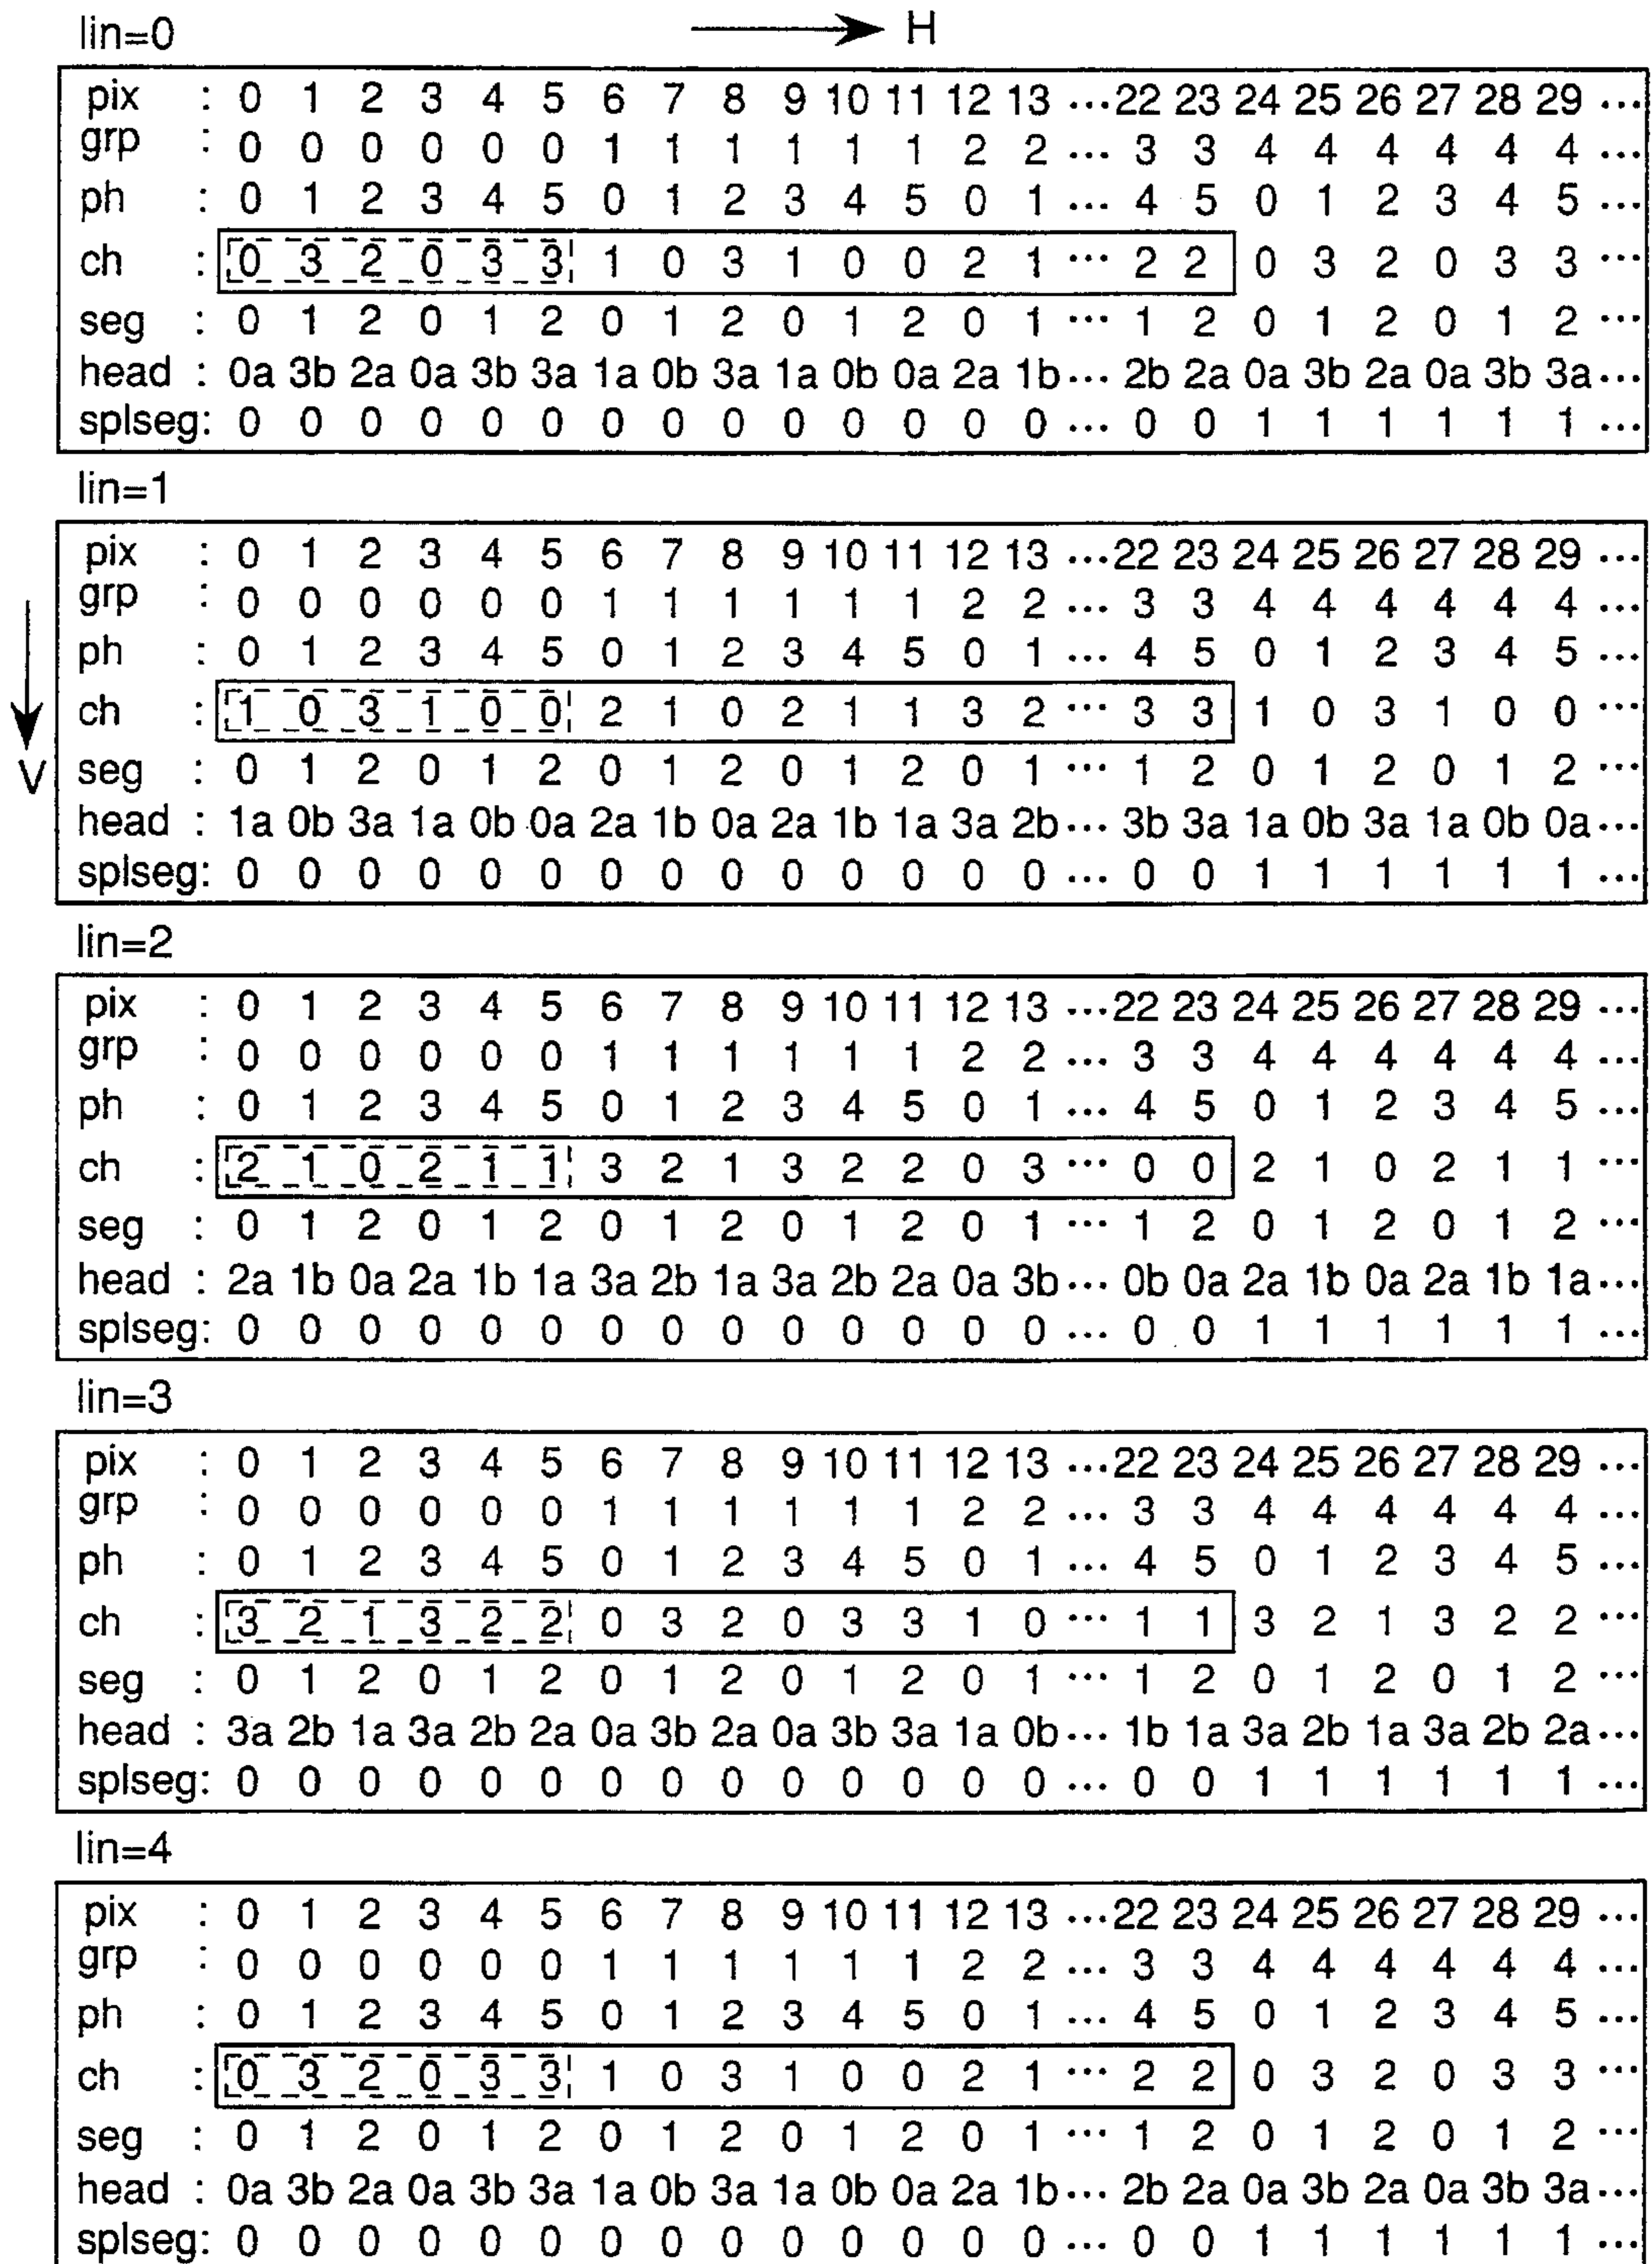 lin=0 H
pix : 0 1 2 3 4 5 6 7 8 9 10 11 12 13 ...22 23 24 25 26 27 28 29 ...
grp : 0 0 0 0 0 0 1 1 1 1 1 1 2 2 ... 3 3 4 4 4 4 4 4 ...
ph : 0 1 2 3 4 5 0 1 2 3 4 5 0 1 ... 4 5 0 1 2 3 4 5 ...
ch : 0 3 2 0 3 3 1 0 3 1 0 0 2 1 ... 2 2 0 3 2 0 3 3 ...
seg : 0 1 2 0 1 2 0 1 2 0 1 2 0 1 ... 1 2 0 1 2 0 1 2 ...
head : 0a 3b 2a 0a 3b 3a 1a 0b 3a 1a 0b 0a 2a 1b... 2b 2a 0a 3b 2a 0a 3b 3a...
splseg: 0 0 0 0 0 0 0 0 0 0 0 0 0 0 ... 0 0 1 1 1 1 1 1 ...
lin=1
V
pix : 0 1 2 3 4 5 6 7 8 9 10 11 12 13 ...22 23 24 25 26 27 28 29 ...
grp : 0 0 0 0 0 0 1 1 1 1 1 1 2 2 ... 3 3 4 4 4 4 4 4 ...
ph : 0 1 2 3 4 5 0 1 2 3 4 5 0 1 ... 4 5 0 1 2 3 4 5 ...
ch : 1 0 3 1 0 0 2 1 0 2 1 1 3 2 ... 3 3 1 0 3 1 0 0 ...
seg : 0 1 2 0 1 2 0 1 2 0 1 2 0 1 ... 1 2 0 1 2 0 1 2 ...
head : 1a 0b 3a 1a 0b 0a 2a 1b 0a 2a 1b 1a 3a 2b... 3b 3a 1a 0b 3a 1a 0b 0a...
splseg: 0 0 0 0 0 0 0 0 0 0 0 0 0 0 ... 0 0 1 1 1 1 1 1 ...
lin=2
pix : 0 1 2 3 4 5 6 7 8 9 10 11 12 13 ...22 23 24 25 26 27 28 29 ...
grp : 0 0 0 0 0 0 1 1 1 1 1 1 2 2 ... 3 3 4 4 4 4 4 4 ...
ph : 0 1 2 3 4 5 0 1 2 3 4 5 0 1 ... 4 5 0 1 2 3 4 5 ...
ch : 2 1 0 2 1 1 3 2 1 3 2 2 0 3 ... 0 0 2 1 0 2 1 1 ...
seg : 0 1 2 0 1 2 0 1 2 0 1 2 0 1 ... 1 2 0 1 2 0 1 2 ...
head : 2a 1b 0a 2a 1b 1a 3a 2b 1a 3a 2b 2a 0a 3b... 0b 0a 2a 1b 0a 2a 1b 1a...
splseg: 0 0 0 0 0 0 0 0 0 0 0 0 0 0 ... 0 0 1 1 1 1 1 1 ...
lin=3
pix : 0 1 2 3 4 5 6 7 8 9 10 11 12 13 ...22 23 24 25 26 27 28 29 ...
grp : 0 0 0 0 0 0 1 1 1 1 1 1 2 2 ... 3 3 4 4 4 4 4 4 ...
ph : 0 1 2 3 4 5 0 1 2 3 4 5 0 1 ... 4 5 0 1 2 3 4 5 ...
ch : 3 2 1 3 2 2 0 3 2 0 3 3 1 0 ... 1 1 3 2 1 3 2 2 ...
seg : 0 1 2 0 1 2 0 1 2 0 1 2 0 1 ... 1 2 0 1 2 0 1 2 ...
head : 3a 2b 1a 3a 2b 2a 0a 3b 2a 0a 3b 3a 1a 0b... 1b 1a 3a 2b 1a 3a 2b 2a...
splseg: 0 0 0 0 0 0 0 0 0 0 0 0 0 0 ... 0 0 1 1 1 1 1 1 ...
lin=4
pix : 0 1 2 3 4 5 6 7 8 9 10 11 12 13 ...22 23 24 25 26 27 28 29 ...
grp : 0 0 0 0 0 0 1 1 1 1 1 1 2 2 ... 3 3 4 4 4 4 4 4 ...
ph : 0 1 2 3 4 5 0 1 2 3 4 5 0 1 ... 4 5 0 1 2 3 4 5 ...
ch : 0 3 2 0 3 3 1 0 3 1 0 0 2 1 ... 2 2 0 3 2 0 3 3 ...
seg : 0 1 2 0 1 2 0 1 2 0 1 2 0 1 ... 1 2 0 1 2 0 1 2 ...
head : 0a 3b 2a 0a 3b 3a 1a 0b 3a 1a 0b 0a 2a 1b... 2b 2a 0a 3b 2a 0a 3b 3a...
splseg: 0 0 0 0 0 0 0 0 0 0 0 0 0 0 ... 0 0 1 1 1 1 1 1 ...